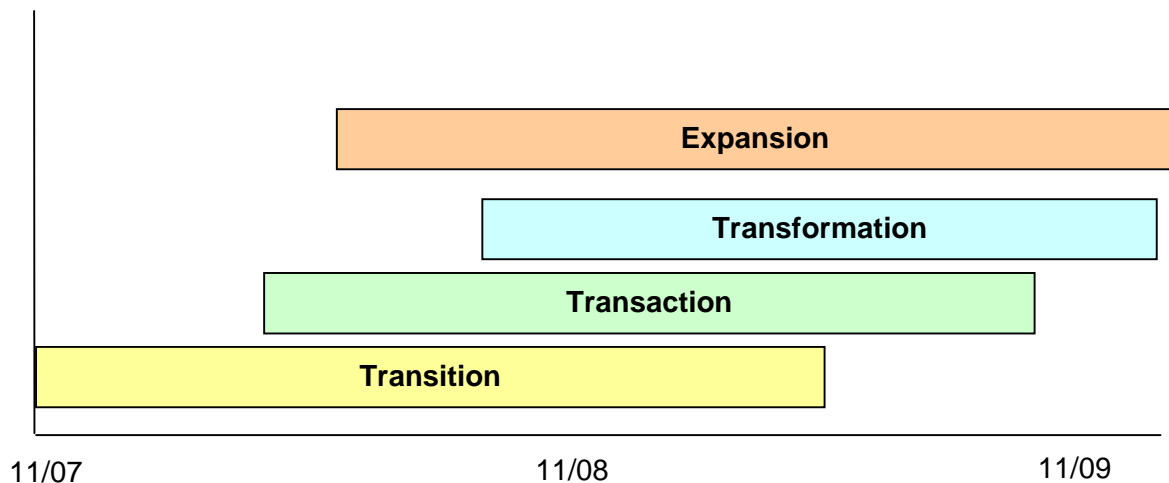 Expansion
Transformation
Transaction
Transition
11/07 11/08 11/09